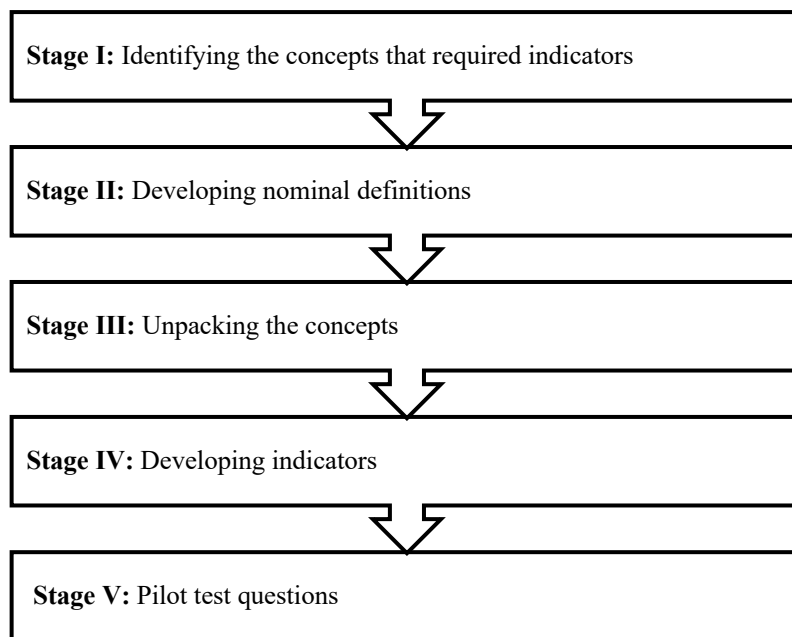 Stage I: Identifying the concepts that required indicators
Stage II: Developing nominal definitions
Stage III: Unpacking the concepts
Stage IV: Developing indicators
Stage V: Pilot test questions